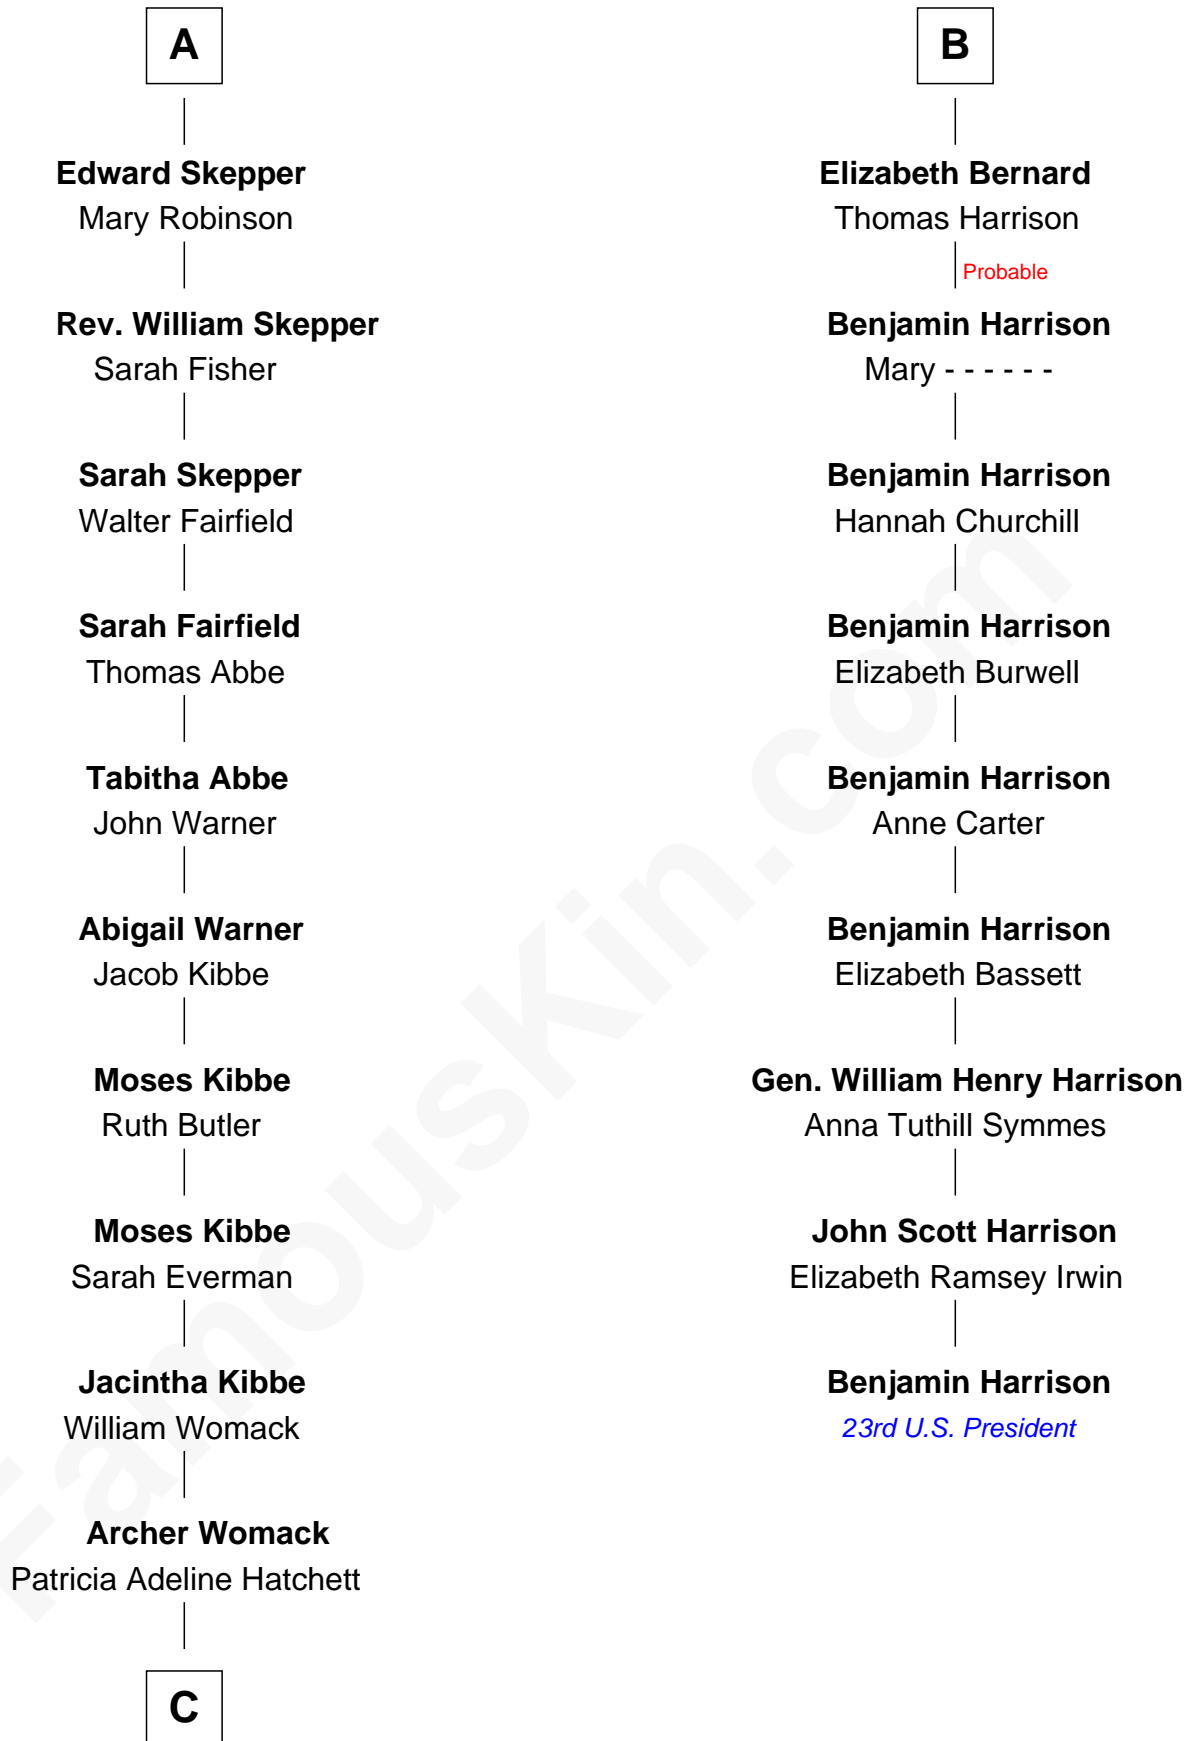 A
Edward Skepper
Mary Robinson
Rev. William Skepper
Sarah Fisher
Sarah Skepper
Walter Fairfield
Sarah Fairfield
Thomas Abbe
Tabitha Abbe
John Warner
Abigail Warner
Jacob Kibbe
Moses Kibbe
Ruth Butler
Moses Kibbe
Sarah Everman
Jacintha Kibbe
William Womack
Archer Womack
Patricia Adeline Hatchett
C
B
Elizabeth Bernard
Thomas Harrison
Probable
Benjamin Harrison
Mary - - - - - -
Benjamin Harrison
Hannah Churchill
Benjamin Harrison
Elizabeth Burwell
Benjamin Harrison
Anne Carter
Benjamin Harrison
Elizabeth Bassett
Gen. William Henry Harrison
Anna Tuthill Symmes
John Scott Harrison
Elizabeth Ramsey Irwin
Benjamin Harrison
23rd U.S. President
FamousKin.com